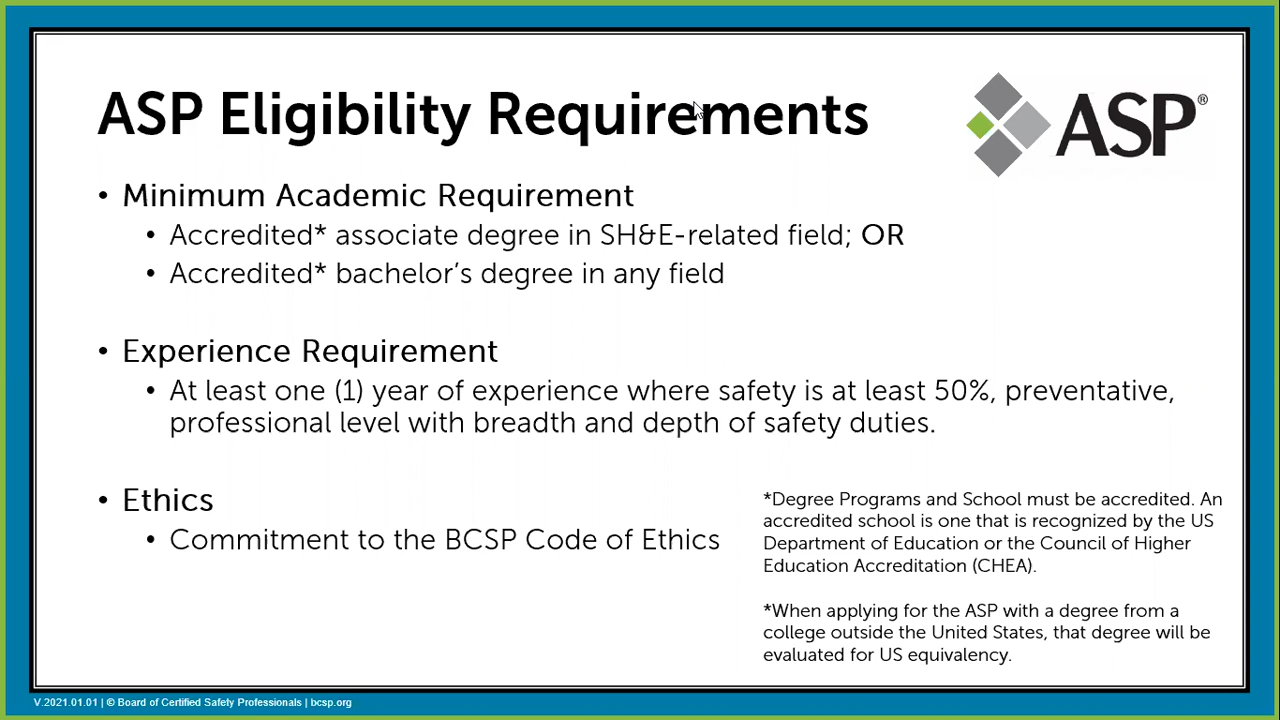 ASP Eligibility Requirements
ASP®
• Minimum Academic Requirement
• Accredited* associate degree in SH&E-related field; OR
• Accredited* bachelor’s degree in any field
• Experience Requirement
• At least one (1) year of experience where safety is at least 50%, preventative,
professional level with breadth and depth of safety duties.
• Ethics
• Commitment to the BCSP Code of Ethics
*Degree Programs and School must be accredited. An
accredited school is one that is recognized by the US
Department of Education or the Council of Higher
Education Accreditation (CHEA).
*When applying for the ASP with a degree from a
college outside the United States, that degree will be
evaluated for US equivalency.
V.2021.01.01 | © Board of Certified Safety Professionals | bcsp.org